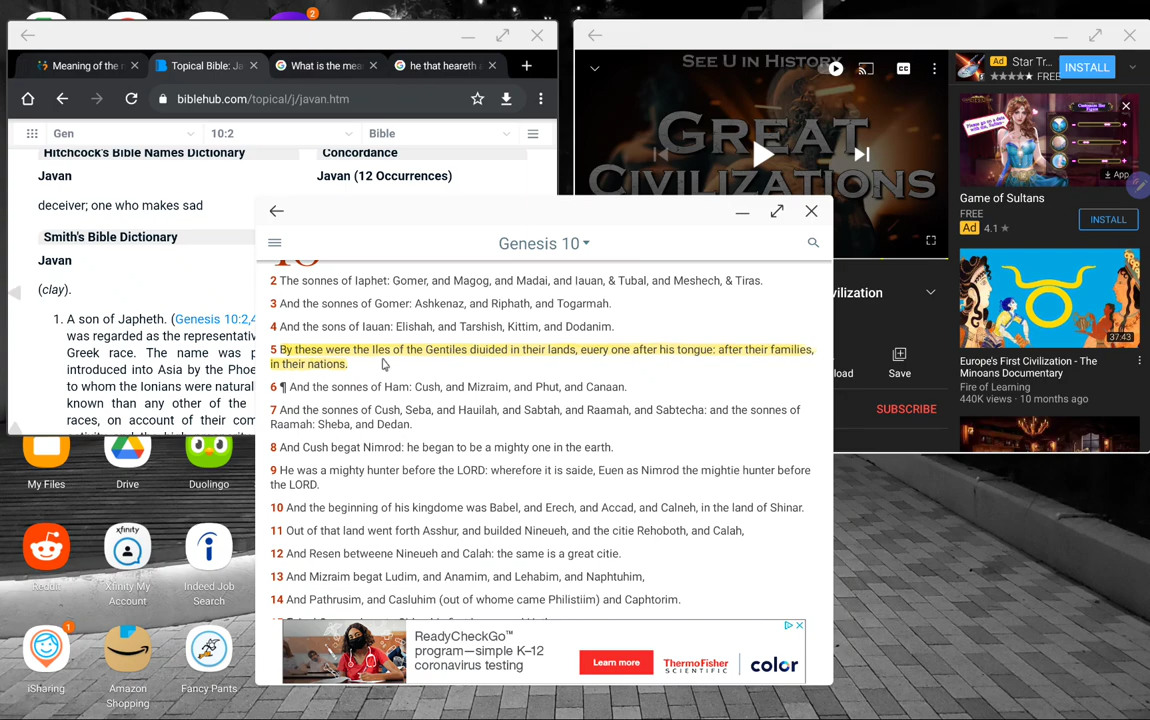 2
Meaning of the n
Topical Bible: Ja
What is the mea
he that heareth
biblehub.com/topical/j/javan.htm
Gen
10:2
Bible
Hitchcock's Bible Names Dictionary
Concordance
Javan
Javan (12 Occurrences)
deceiver; one who makes sad
Smith's Bible Dictionary
Javan
(clay).
1. A son of Japheth. (Genesis 10:2,4
was regarded as the representativ
Greek race. The name was p
introduced into Asia by the Phoe
to whom the Ionians were natural
known than any other of the
races, on account of their com
SEE U IN HISTORY
GREAT
CIVILIZATIONS
CC
Ad Star Tr...
FREE
INSTALL
Please go on a date with me, Sultan~
App
Game of Sultans
FREE
Ad 4.1
INSTALL
vilization
load
Save
SUBSCRIBE
37:43
Europe's First Civilization - The
Minoans Documentary
Fire of Learning
440K views · 10 months ago
Genesis 10
2 The sonnes of Iaphet: Gomer, and Magog, and Madai, and Iauan, & Tubal, and Meshech, & Tiras.
3 And the sonnes of Gomer: Ashkenaz, and Riphath, and Togarmah.
4 And the sons of Iauan: Elishah, and Tarshish, Kittim, and Dodanim.
5 By these were the Iles of the Gentiles diuided in their lands, euery one after his tongue: after their families,
in their nations.
6 ¶ And the sonnes of Ham: Cush, and Mizraim, and Phut, and Canaan.
7 And the sonnes of Cush, Seba, and Hauilah, and Sabtah, and Raamah, and Sabtecha: and the sonnes of
Raamah: Sheba, and Dedan.
8 And Cush begat Nimrod: he began to be a mighty one in the earth.
9 He was a mighty hunter before the LORD: wherefore it is saide, Euen as Nimrod the mightie hunter before
the LORD.
10 And the beginning of his kingdome was Babel, and Erech, and Accad, and Calneh, in the land of Shinar.
11 Out of that land went forth Asshur, and builded Nineueh, and the citie Rehoboth, and Calah,
12 And Resen betweene Nineueh and Calah: the same is a great citie.
13 And Mizraim begat Ludim, and Anamim, and Lehabim, and Naphtuhim,
14 And Pathrusim, and Casluhim (out of whome came Philistiim) and Caphtorim.
ReadyCheckGo™
program—simple K–12
coronavirus testing
Learn more
ThermoFisher
SCIENTIFIC
color
My Files
Drive
Duolingo
xfinity
Reddit
Xfinity My
Account
Indeed Job
Search
1
iSharing
Amazon
Shopping
Fancy Pants